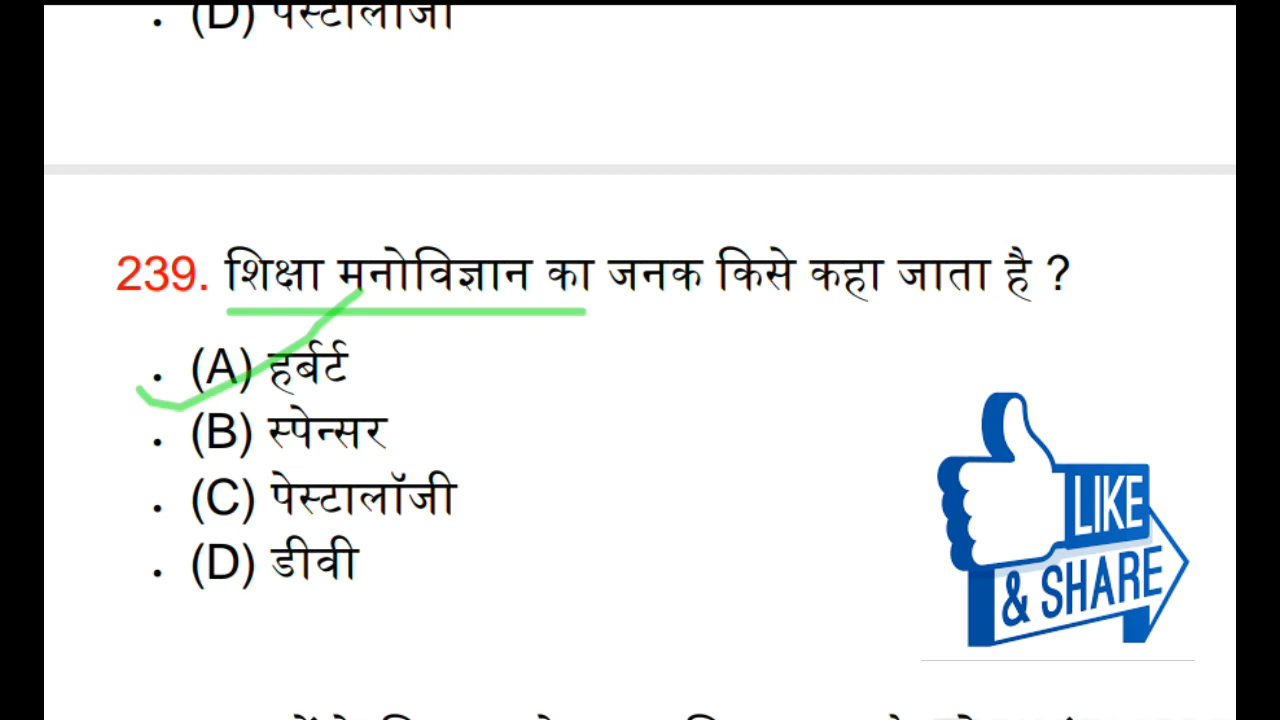 (D) पेस्टालॉजी
239. शिक्षा मनोविज्ञान का जनक किसे कहा जाता है ?
. (A) हर्बर्ट
. (B) स्पेन्सर
. (C) पेस्टालॉजी
. (D) डीवी
LIKE
& SHARE